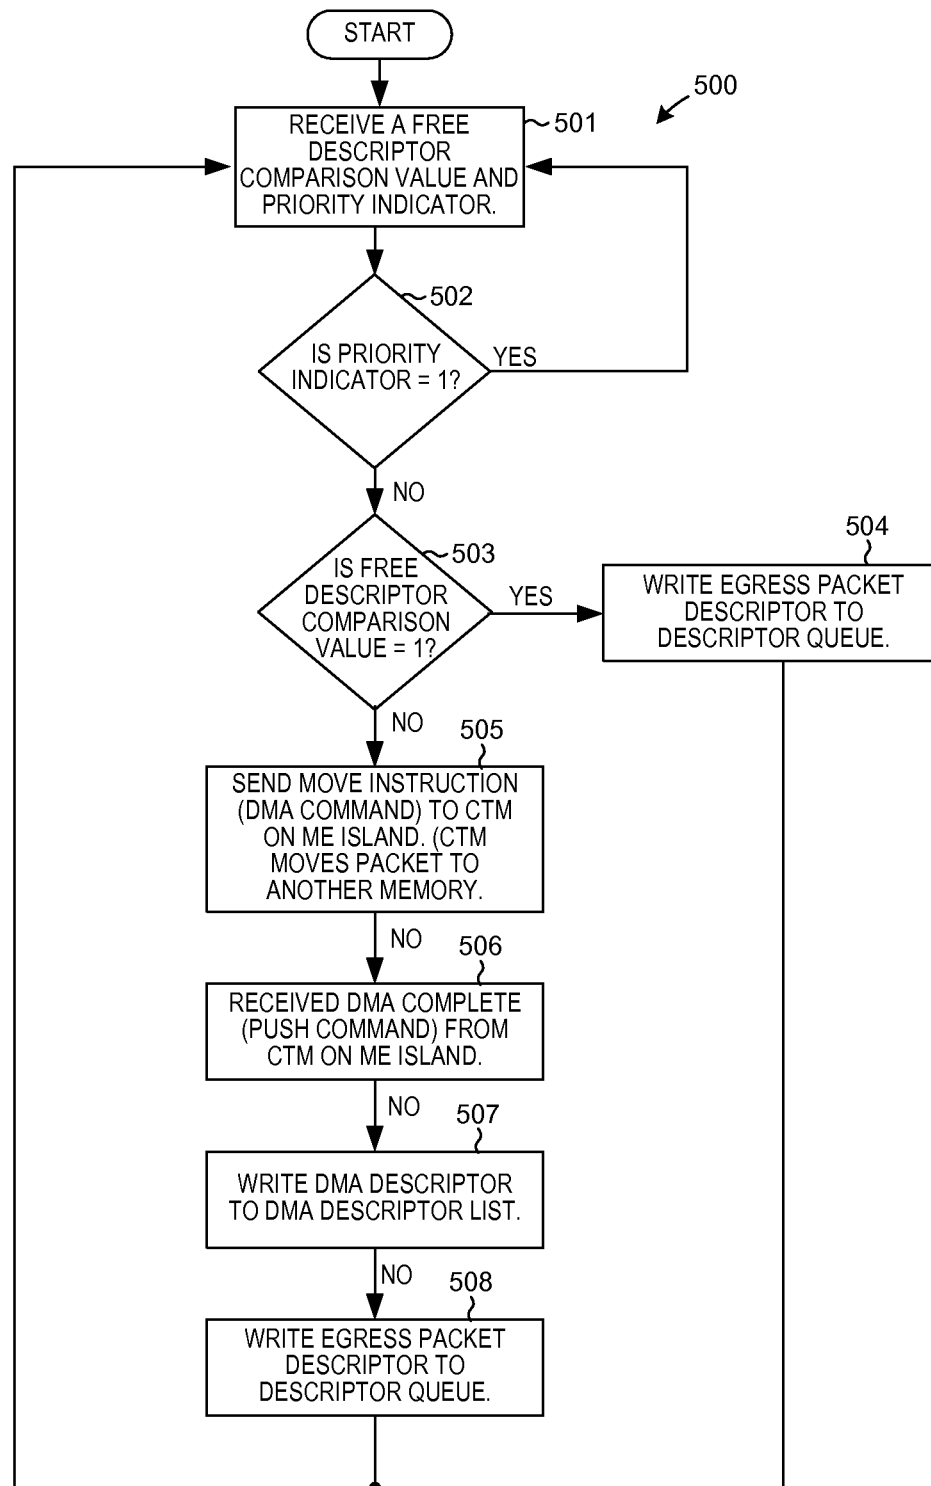 START
500
501
RECEIVE A FREE
DESCRIPTOR
COMPARISON VALUE AND
PRIORITY INDICATOR.
502
IS PRIORITY
INDICATOR = 1?
YES
NO
503
IS FREE
DESCRIPTOR
COMPARISON
VALUE = 1?
YES
504
WRITE EGRESS PACKET
DESCRIPTOR TO
DESCRIPTOR QUEUE.
NO
505
SEND MOVE INSTRUCTION
(DMA COMMAND) TO CTM
ON ME ISLAND. (CTM
MOVES PACKET TO
ANOTHER MEMORY.
NO
506
RECEIVED DMA COMPLETE
(PUSH COMMAND) FROM
CTM ON ME ISLAND.
NO
507
WRITE DMA DESCRIPTOR
TO DMA DESCRIPTOR LIST.
NO
508
WRITE EGRESS PACKET
DESCRIPTOR TO
DESCRIPTOR QUEUE.